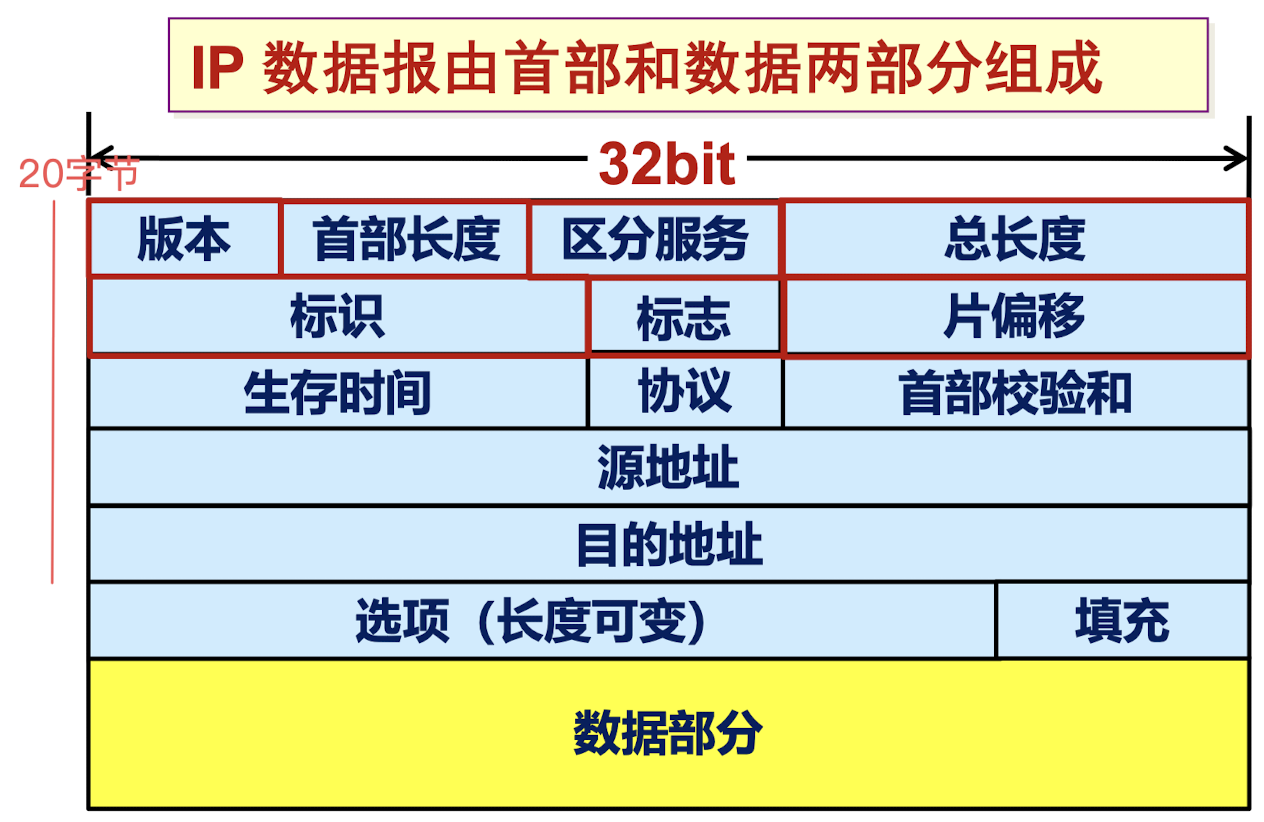 IP 数据报由首部和数据两部分组成
32bit
20字节
版本 首部长度 区分服务 总长度
标识 标志 片偏移
生存时间 协议 首部校验和
源地址
目的地址
选项（长度可变） 填充
数据部分